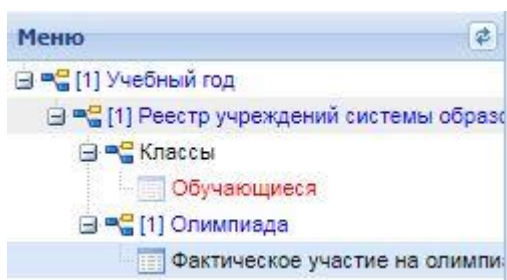 Меню
[1] Учебный год
[1] Реестр учреждений системы образо
Классы
Обучающиеся
[1] Олимпиада
Фактическое участие на олимпи